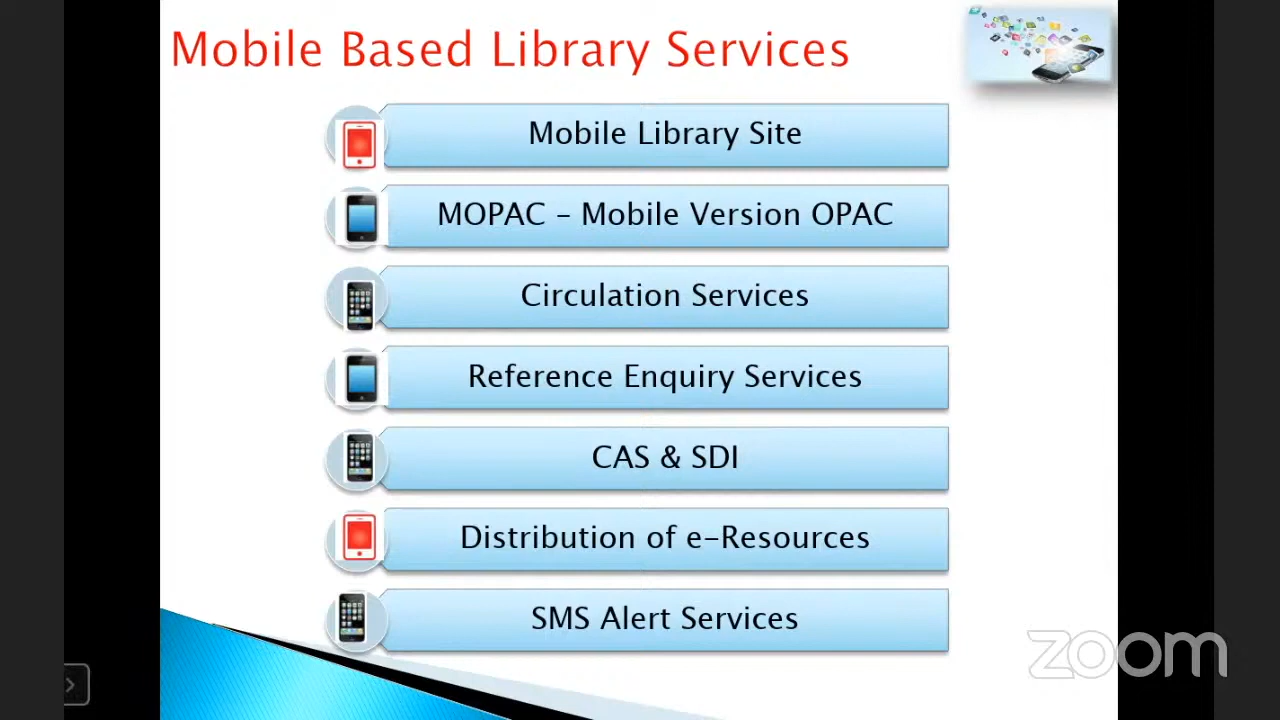 Mobile Based Library Services
Mobile Library Site
MOPAC – Mobile Version OPAC
Circulation Services
Reference Enquiry Services
CAS & SDI
Distribution of e-Resources
SMS Alert Services
zoom